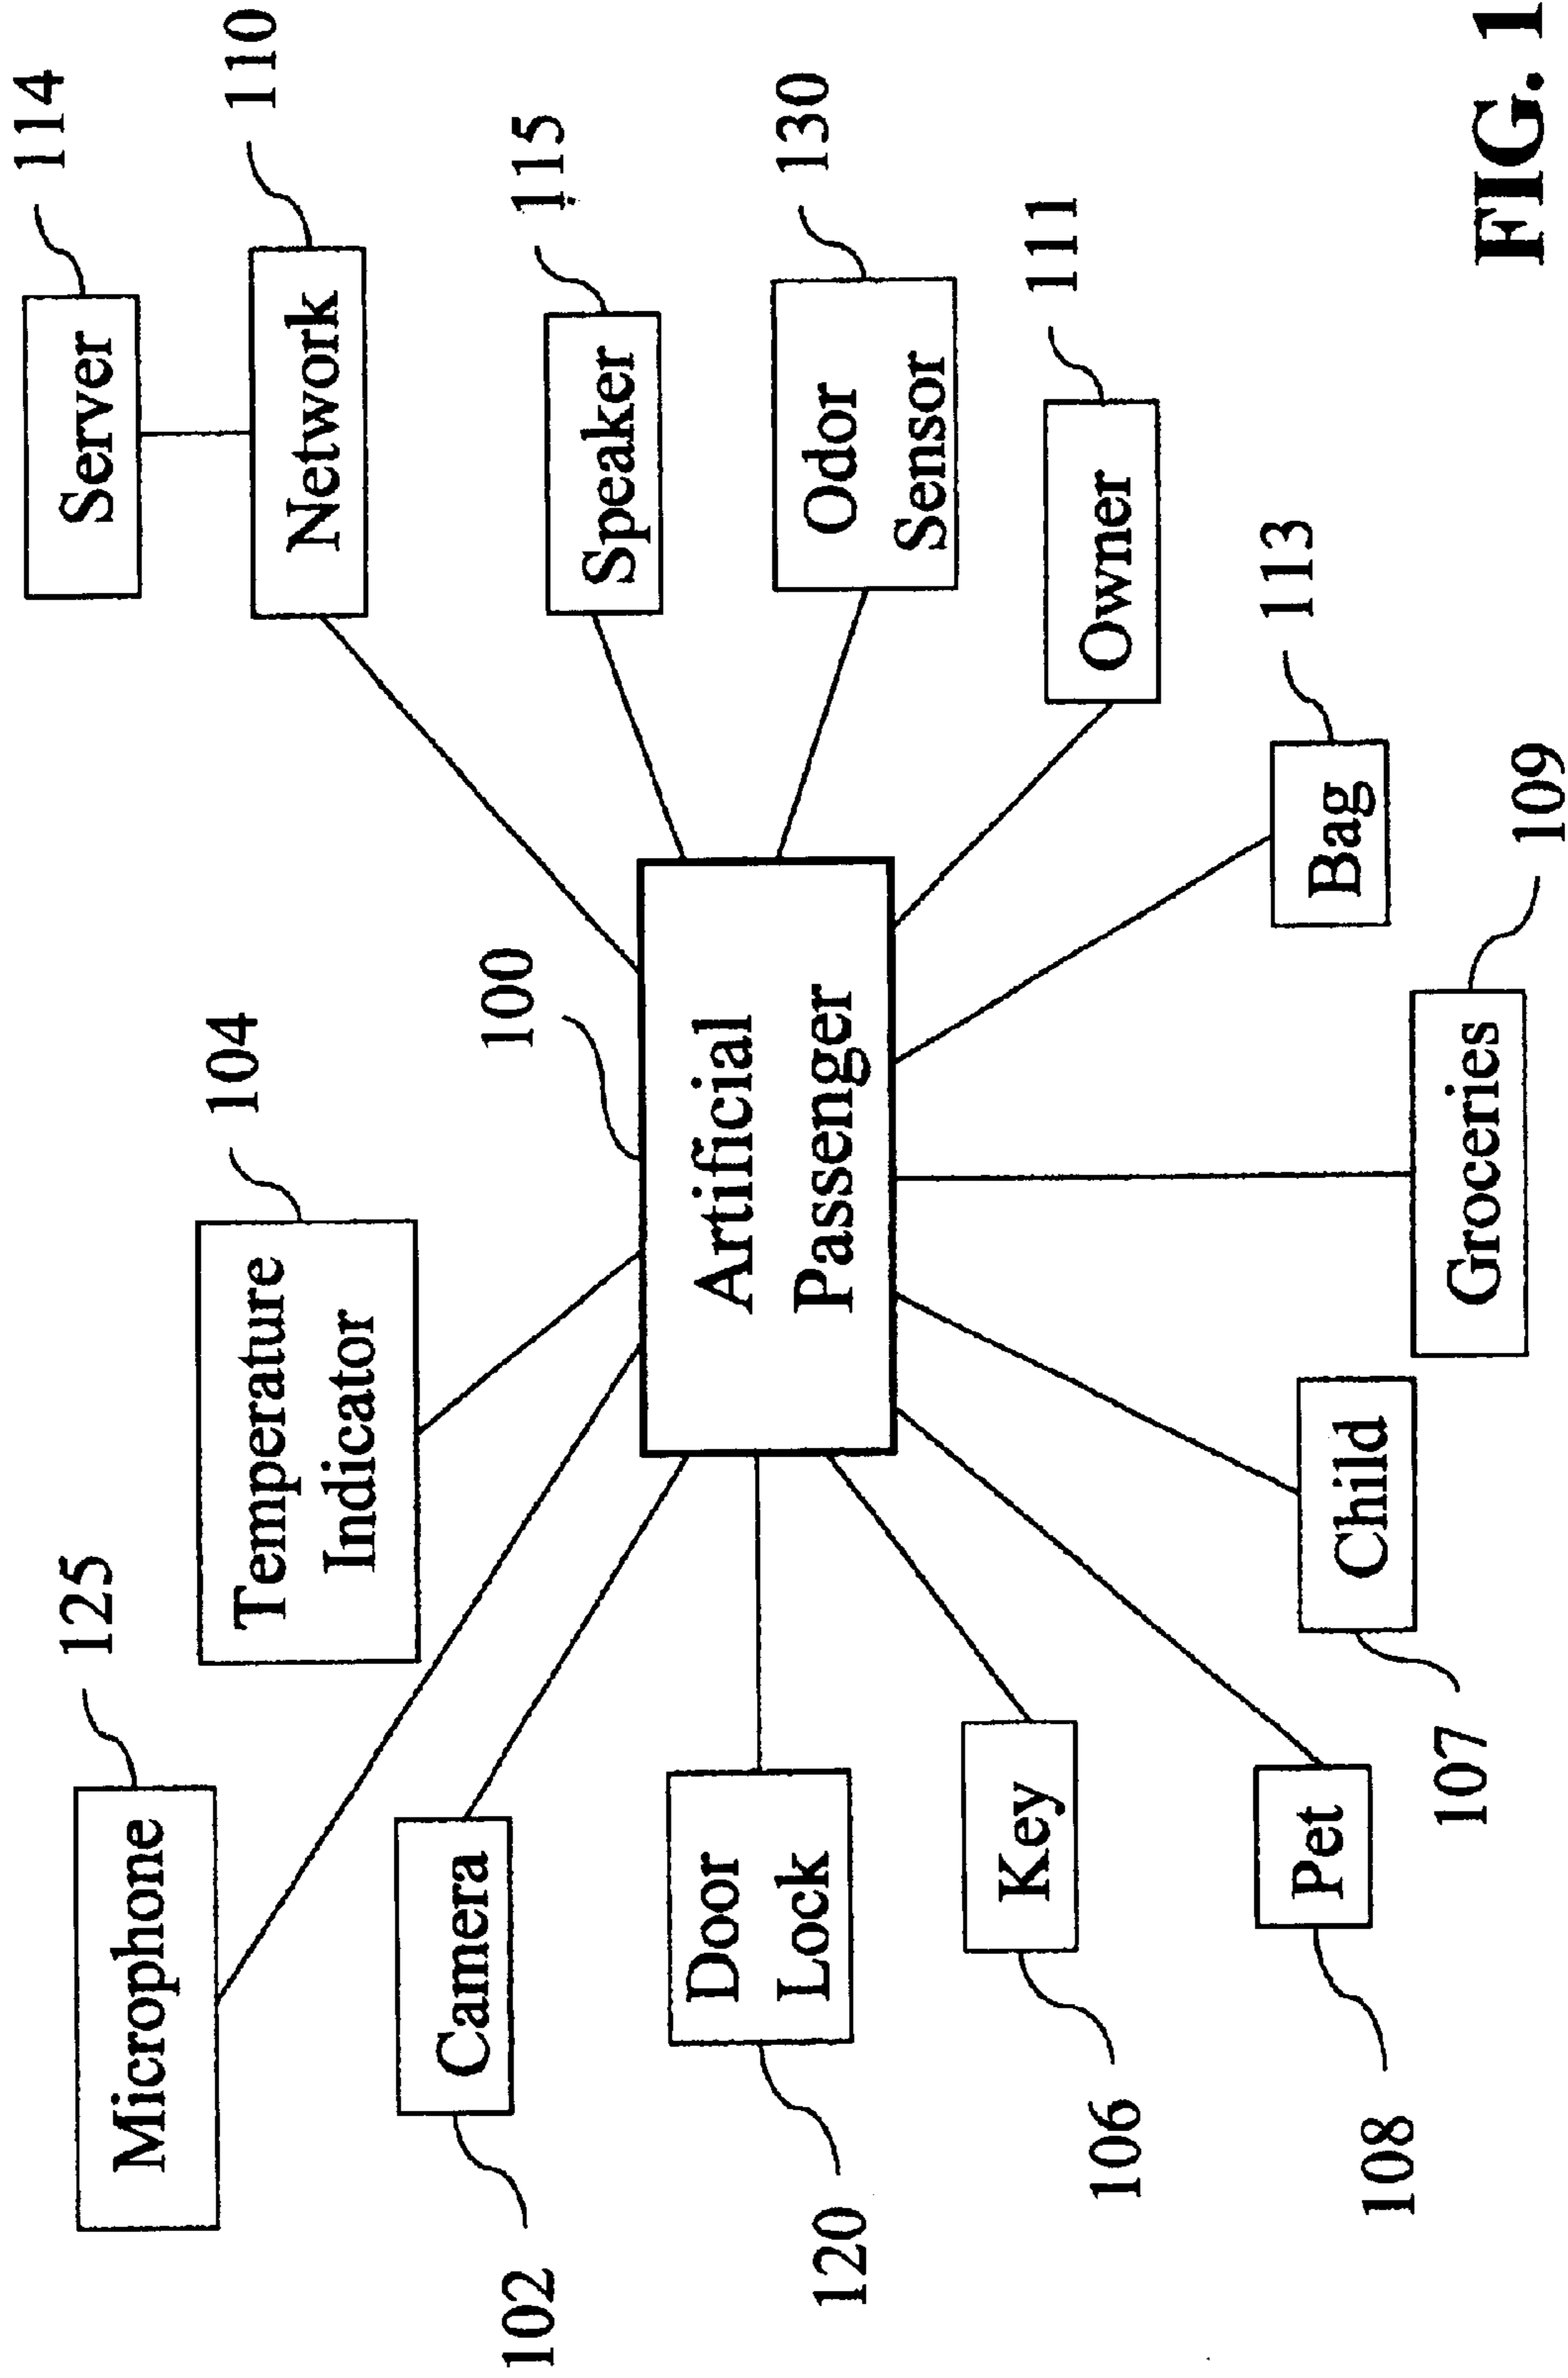 125
Microphone
104
Temperature
Indicator
114
Server
110
Network
102
Camera
100
Artificial
Passenger
115
Speaker
120
Door
Lock
130
Odor
Sensor
106
Key
111
Owner
108
Pet
107
Child
109
Groceries
113
Bag
FIG. 1